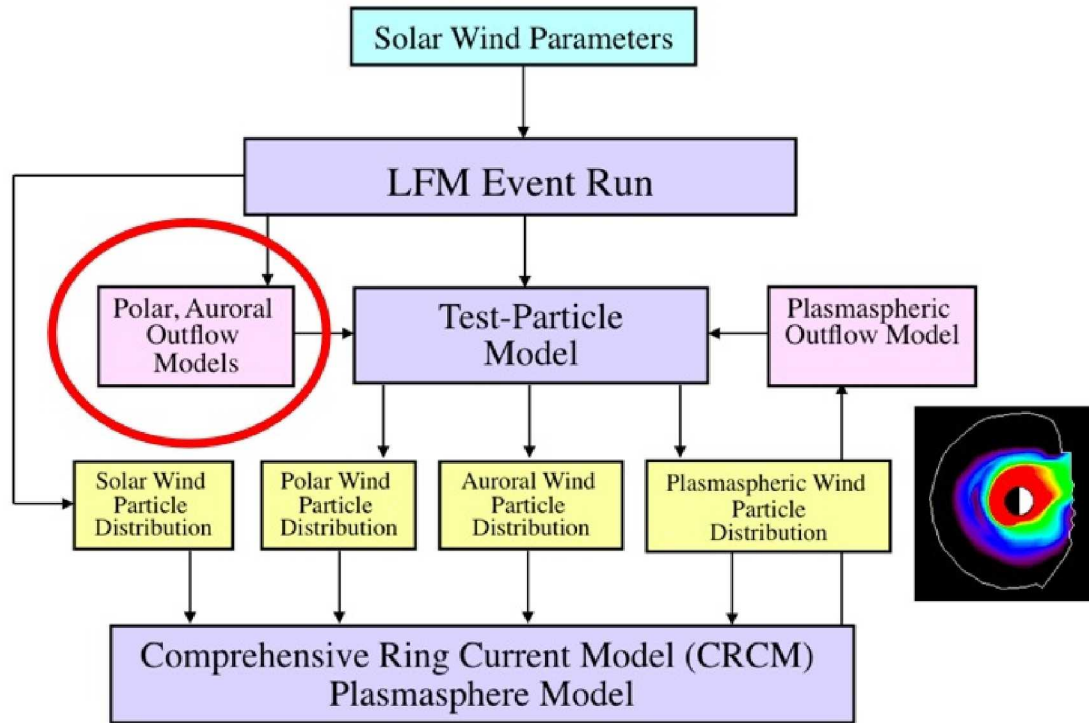 Solar Wind Parameters
LFM Event Run
Polar, Auroral
Outflow
Models
Test-Particle
Model
Plasmaspheric
Outflow Model
Solar Wind
Particle
Distribution
Polar Wind
Particle
Distribution
Auroral Wind
Particle
Distribution
Plasmaspheric Wind
Particle
Distribution
Comprehensive Ring Current Model (CRCM)
Plasmasphere Model